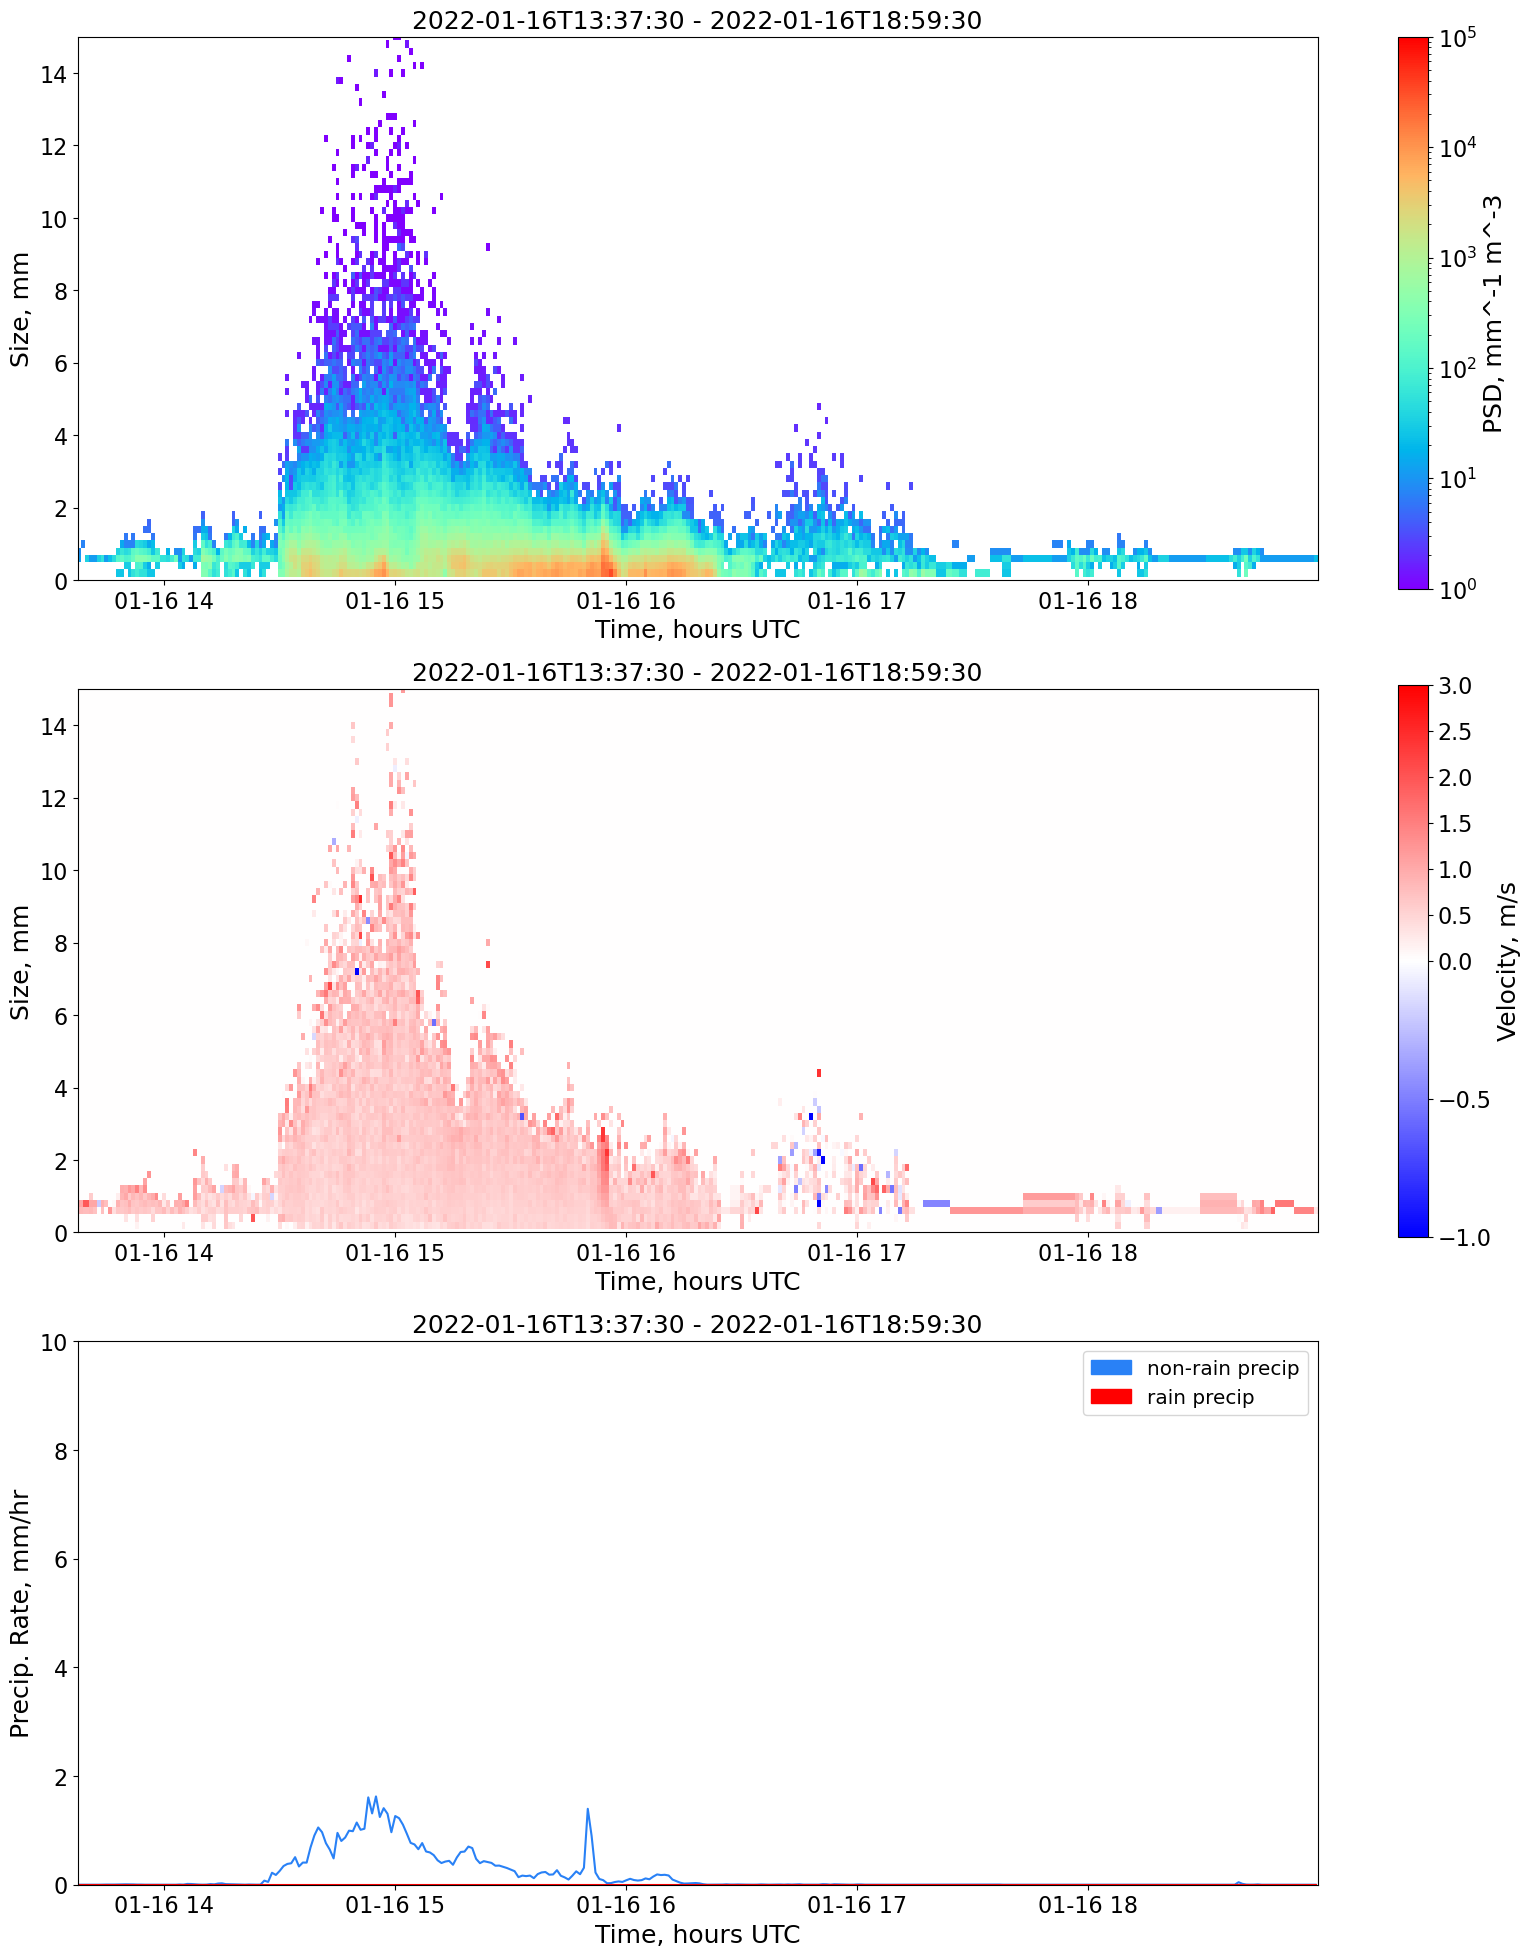 2022-01-16T13:37:30 - 2022-01-16T18:59:30
14
12
10
8
6
4
2
0
Size, mm
01-16 14 01-16 15 01-16 16 01-16 17 01-16 18
Time, hours UTC
10^5
10^4
10^3
10^2
10^1
10^0
PSD, mm^-1 m^-3
2022-01-16T13:37:30 - 2022-01-16T18:59:30
14
12
10
8
6
4
2
0
Size, mm
01-16 14 01-16 15 01-16 16 01-16 17 01-16 18
Time, hours UTC
3.0
2.5
2.0
1.5
1.0
0.5
0.0
−0.5
−1.0
Velocity, m/s
2022-01-16T13:37:30 - 2022-01-16T18:59:30
10
8
6
4
2
0
Precip. Rate, mm/hr
non-rain precip
rain precip
01-16 14 01-16 15 01-16 16 01-16 17 01-16 18
Time, hours UTC